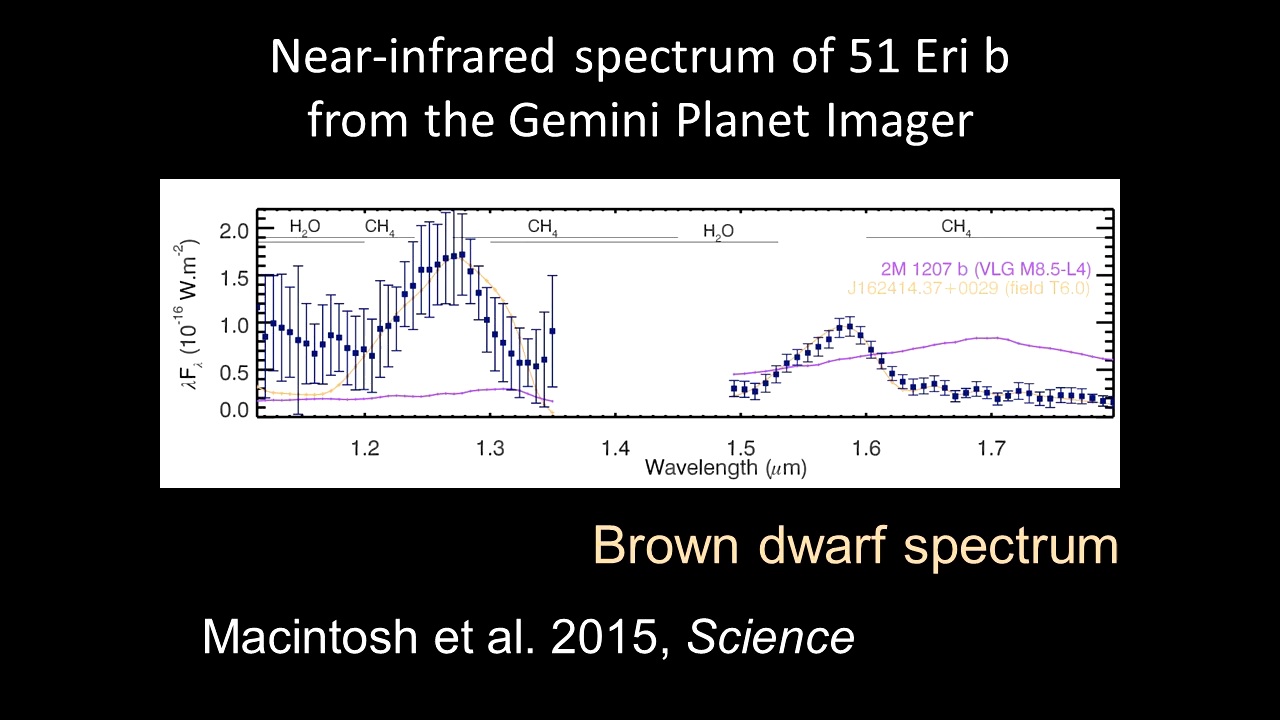 Near-infrared spectrum of 51 Eri b
from the Gemini Planet Imager
H₂O CH₄ CH₄ H₂O CH₄
2.0
1.5
1.0
0.5
0.0
λF_λ (10⁻¹⁶ W.m⁻²)
2M 1207 b (VLG M8.5-L4)
J162414.37+0029 (field T6.0)
1.2 1.3 1.4 1.5 1.6 1.7
Wavelength (μm)
Brown dwarf spectrum
Macintosh et al. 2015, Science